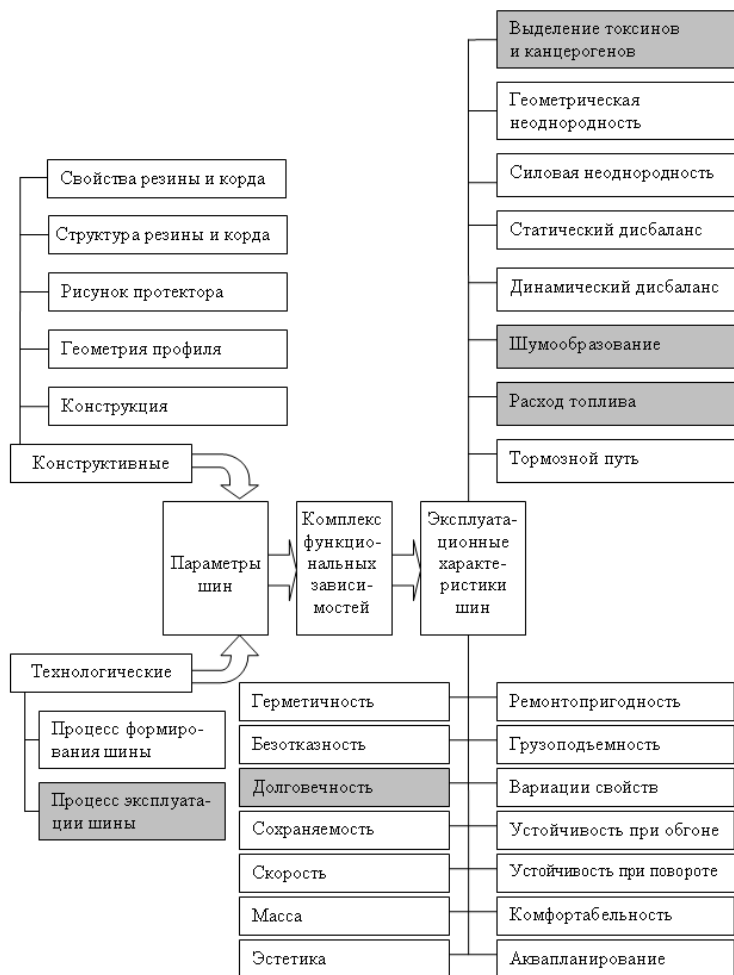 Выделение токсинов
и канцерогенов
Геометрическая
неоднородность
Силовая неоднородность
Статический дисбаланс
Динамический дисбаланс
Шумообразование
Расход топлива
Тормозной путь
Свойства резины и корда
Структура резины и корда
Рисунок протектора
Геометрия профиля
Конструкция
Конструктивные
Параметры
шин
Комплекс
функцио-
нальных
зависи-
мостей
Эксплуата-
ционные
характе-
ристики
шин
Технологические
Процесс формиро-
вания шины
Процесс эксплуата-
ции шины
Герметичность
Безотказность
Долговечность
Сохраняемость
Скорость
Масса
Эстетика
Ремонтопригодность
Грузоподъемность
Вариации свойств
Устойчивость при обгоне
Устойчивость при повороте
Комфортабельность
Аквапланирование